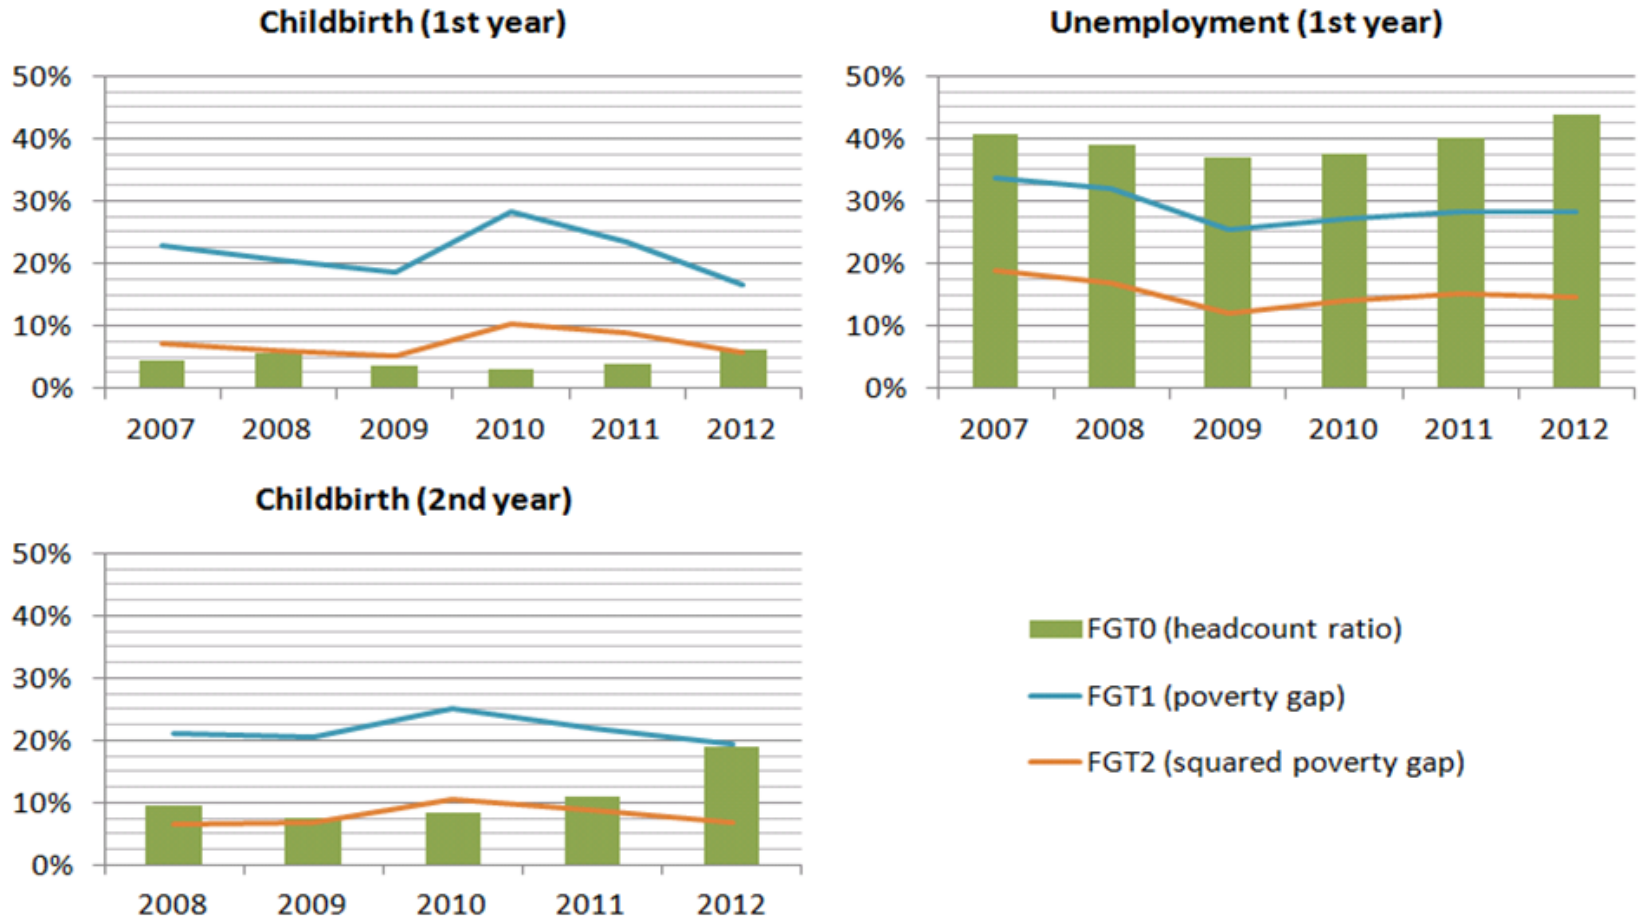 Childbirth (1st year)
50%
40%
30%
20%
10%
0%
2007 2008 2009 2010 2011 2012
Unemployment (1st year)
50%
40%
30%
20%
10%
0%
2007 2008 2009 2010 2011 2012
Childbirth (2nd year)
50%
40%
30%
20%
10%
0%
2008 2009 2010 2011 2012
FGT0 (headcount ratio)
FGT1 (poverty gap)
FGT2 (squared poverty gap)